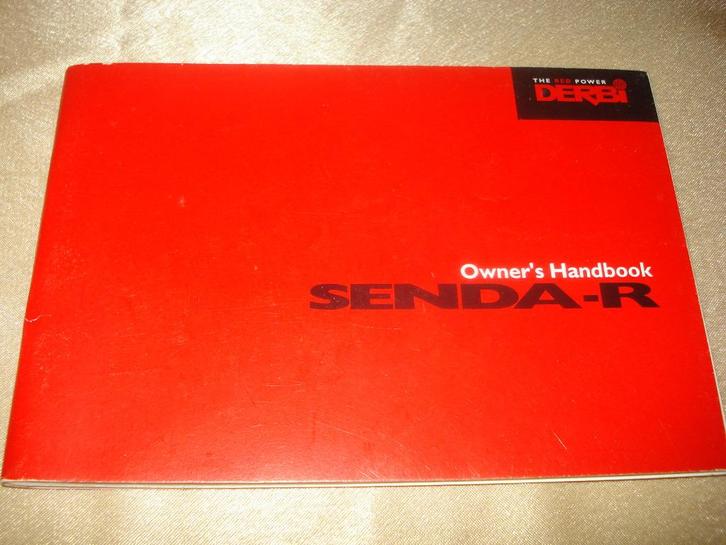 THE RED POWER
DERBI
Owner's Handbook
SENDA-R